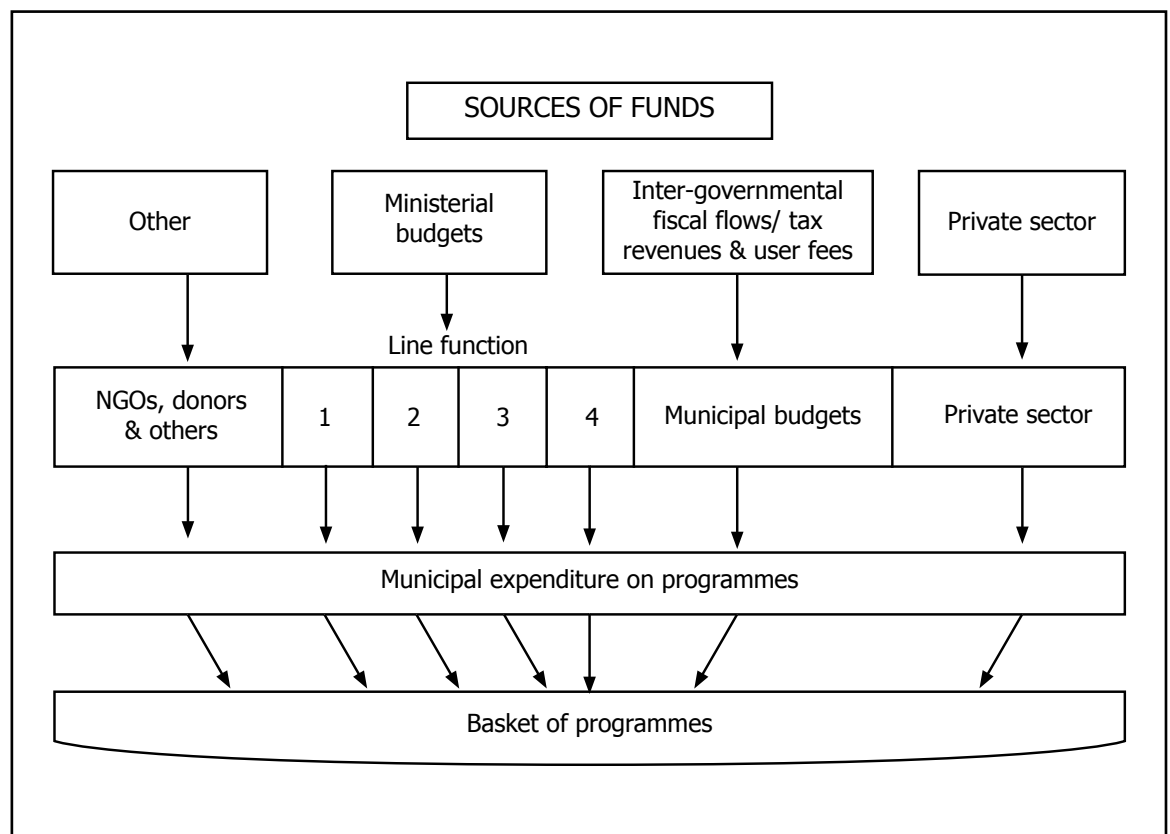 SOURCES OF FUNDS
Other
Ministerial
budgets
Inter-governmental
fiscal flows/ tax
revenues & user fees
Private sector
Line function
NGOs, donors
& others
1
2
3
4
Municipal budgets
Private sector
Municipal expenditure on programmes
Basket of programmes